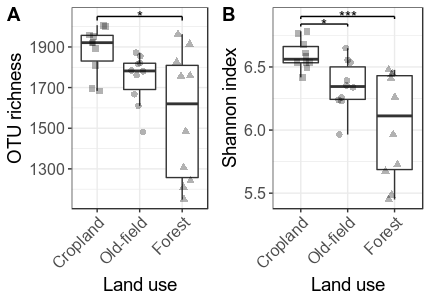 A
*
1900
1700
1500
1300
OTU richness
Cropland
Old-field
Forest
Land use
B
***
*
6.5
6.0
5.5
Shannon index
Cropland
Old-field
Forest
Land use